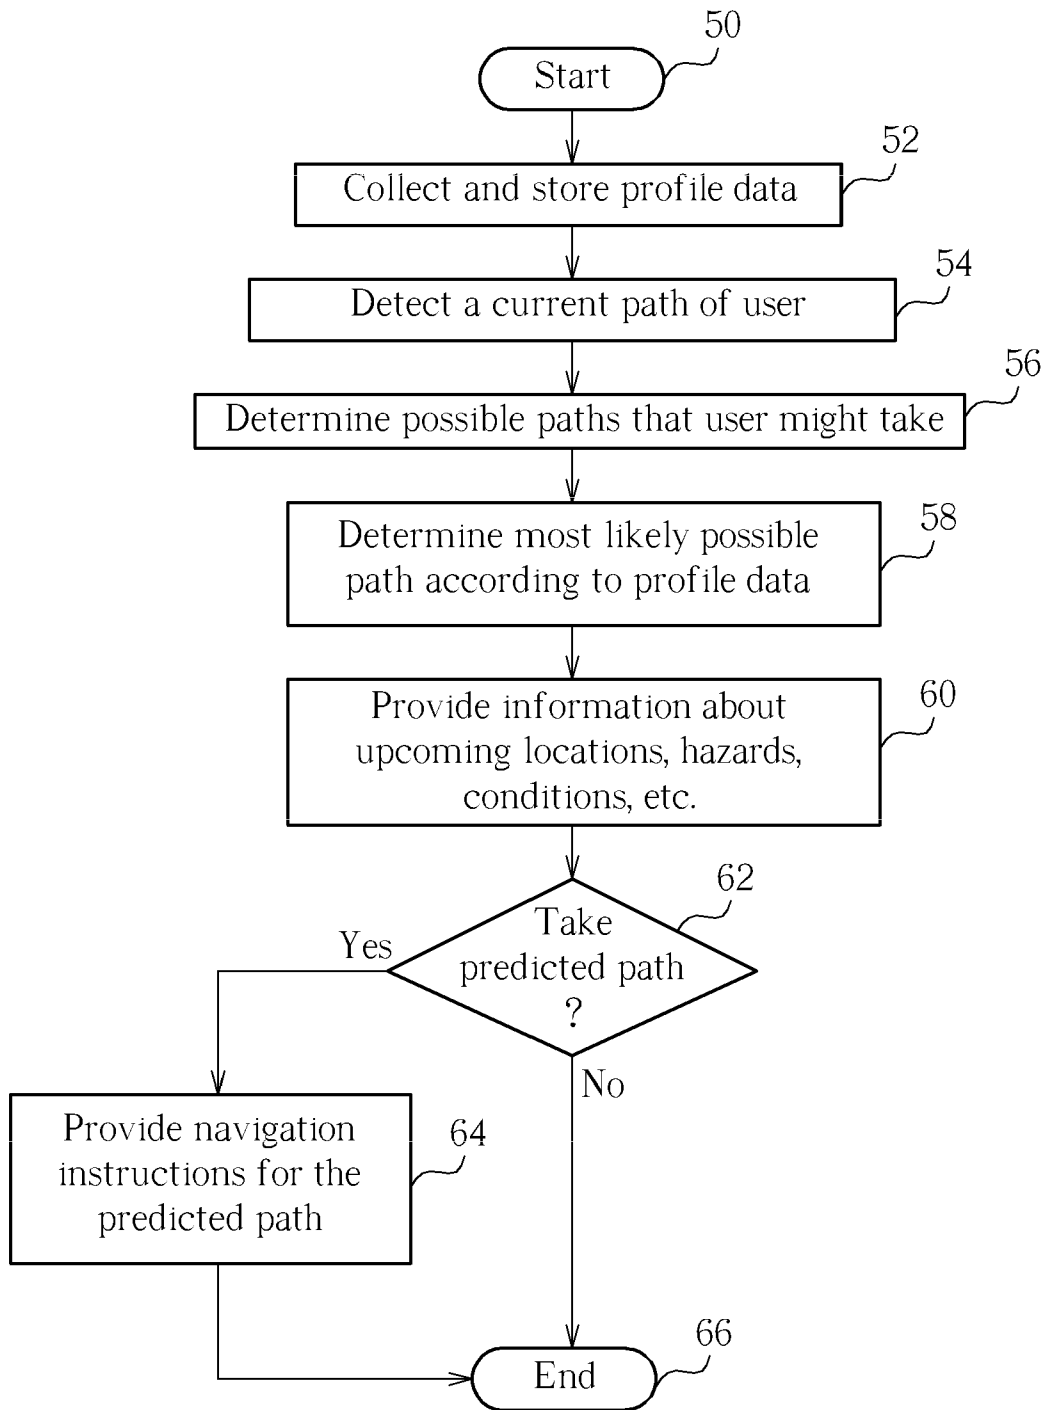 50
Start
52
Collect and store profile data
54
Detect a current path of user
56
Determine possible paths that user might take
58
Determine most likely possible
path according to profile data
60
Provide information about
upcoming locations, hazards,
conditions, etc.
62
Take
predicted path
?
Yes
No
64
Provide navigation
instructions for the
predicted path
66
End